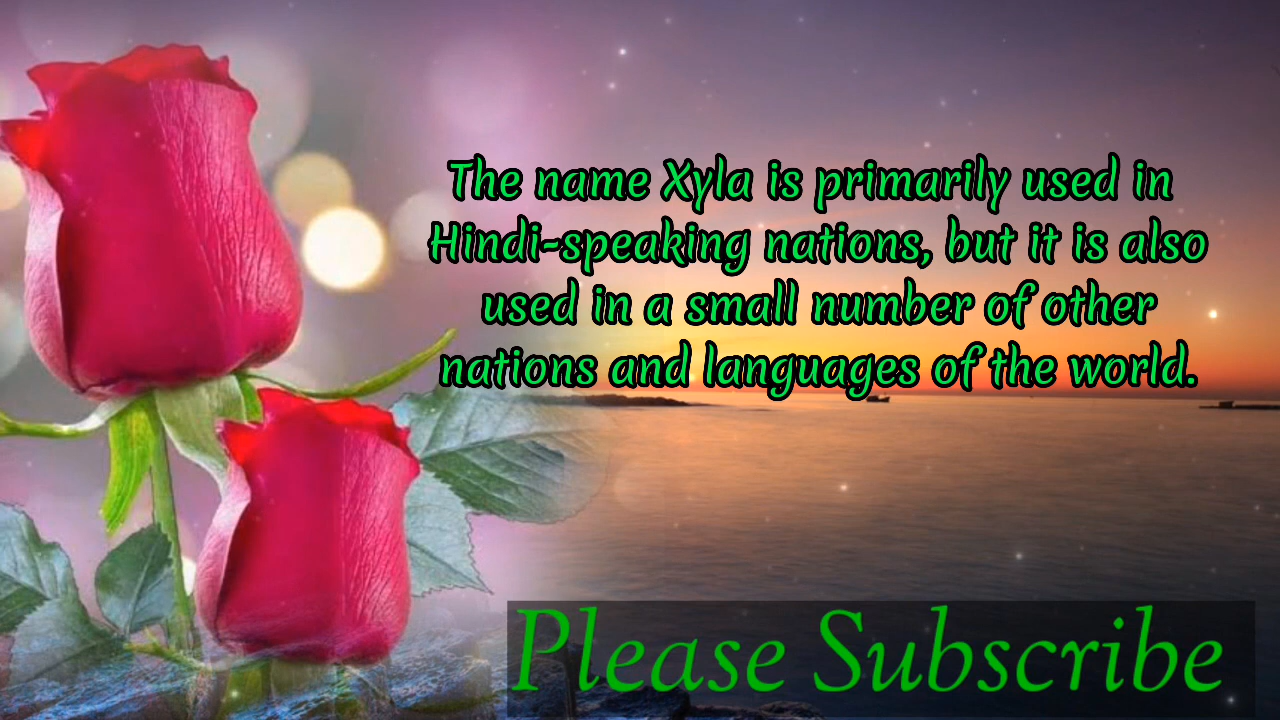 The name Xyla is primarily used in
Hindi-speaking nations, but it is also
used in a small number of other
nations and languages of the world.
Please Subscribe